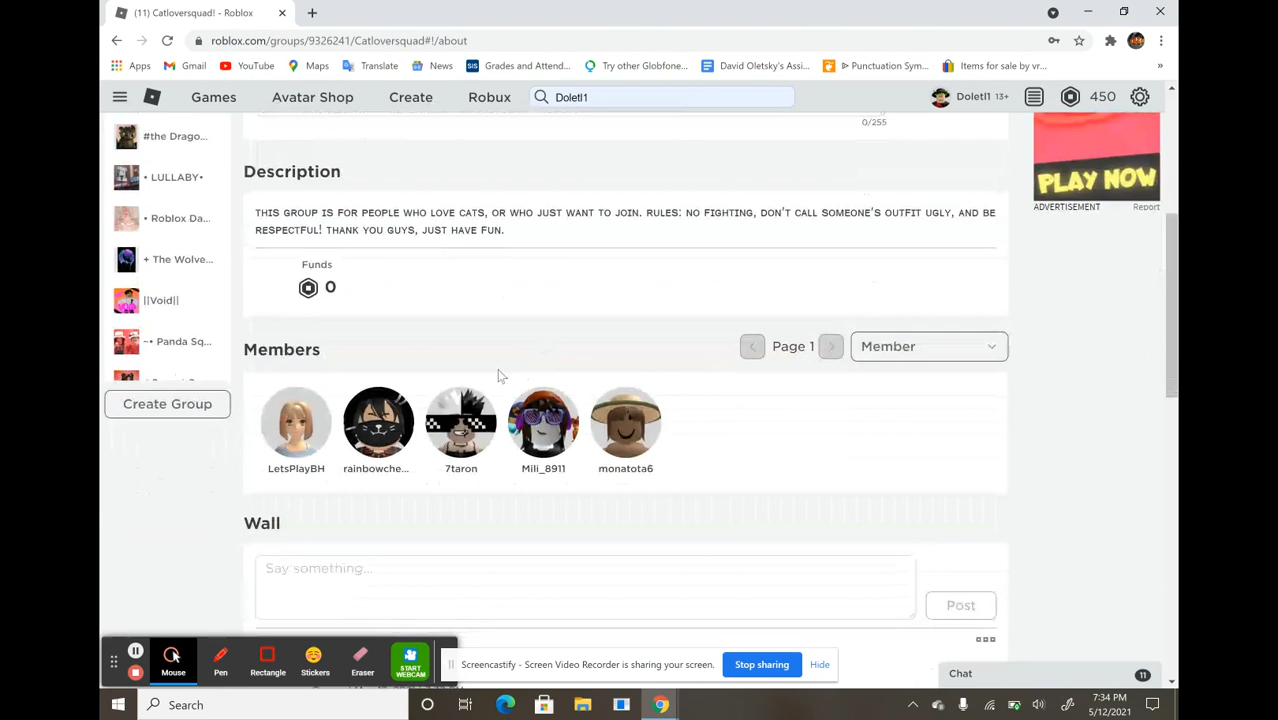 (11) Catloversquad! - Roblox
roblox.com/groups/9326241/Catloversquad#!/about
Apps
Gmail
YouTube
Maps
Translate
News
SIS
Grades and Attend...
Try other Globfone...
David Oletsky's Assi...
Punctuation Sym...
Items for sale by vr...
»
Games
Avatar Shop
Create
Robux
Doletl1
Doletl1 13+
450
0/255
#the Drago...
• LULLABY•
• Roblox Da...
+ The Wolve...
||Void||
~• Panda Sq...
Create Group
Description
THIS GROUP IS FOR PEOPLE WHO LOVE CATS, OR WHO JUST WANT TO JOIN. RULES: NO FIGHTING, DON'T CALL SOMEONE'S OUTFIT UGLY, AND BE
RESPECTFUL! THANK YOU GUYS, JUST HAVE FUN.
Funds
0
PLAY NOW
ADVERTISEMENT
Report
Members
Page 1
Member
LetsPlayBH
rainbowche...
7taron
Mili_8911
monatota6
Wall
Say something...
Post
Mouse
Pen
Rectangle
Stickers
Eraser
START
WEBCAM
Screencastify - Screen Video Recorder is sharing your screen.
Stop sharing
Hide
Chat
11
Search
7:34 PM
5/12/2021